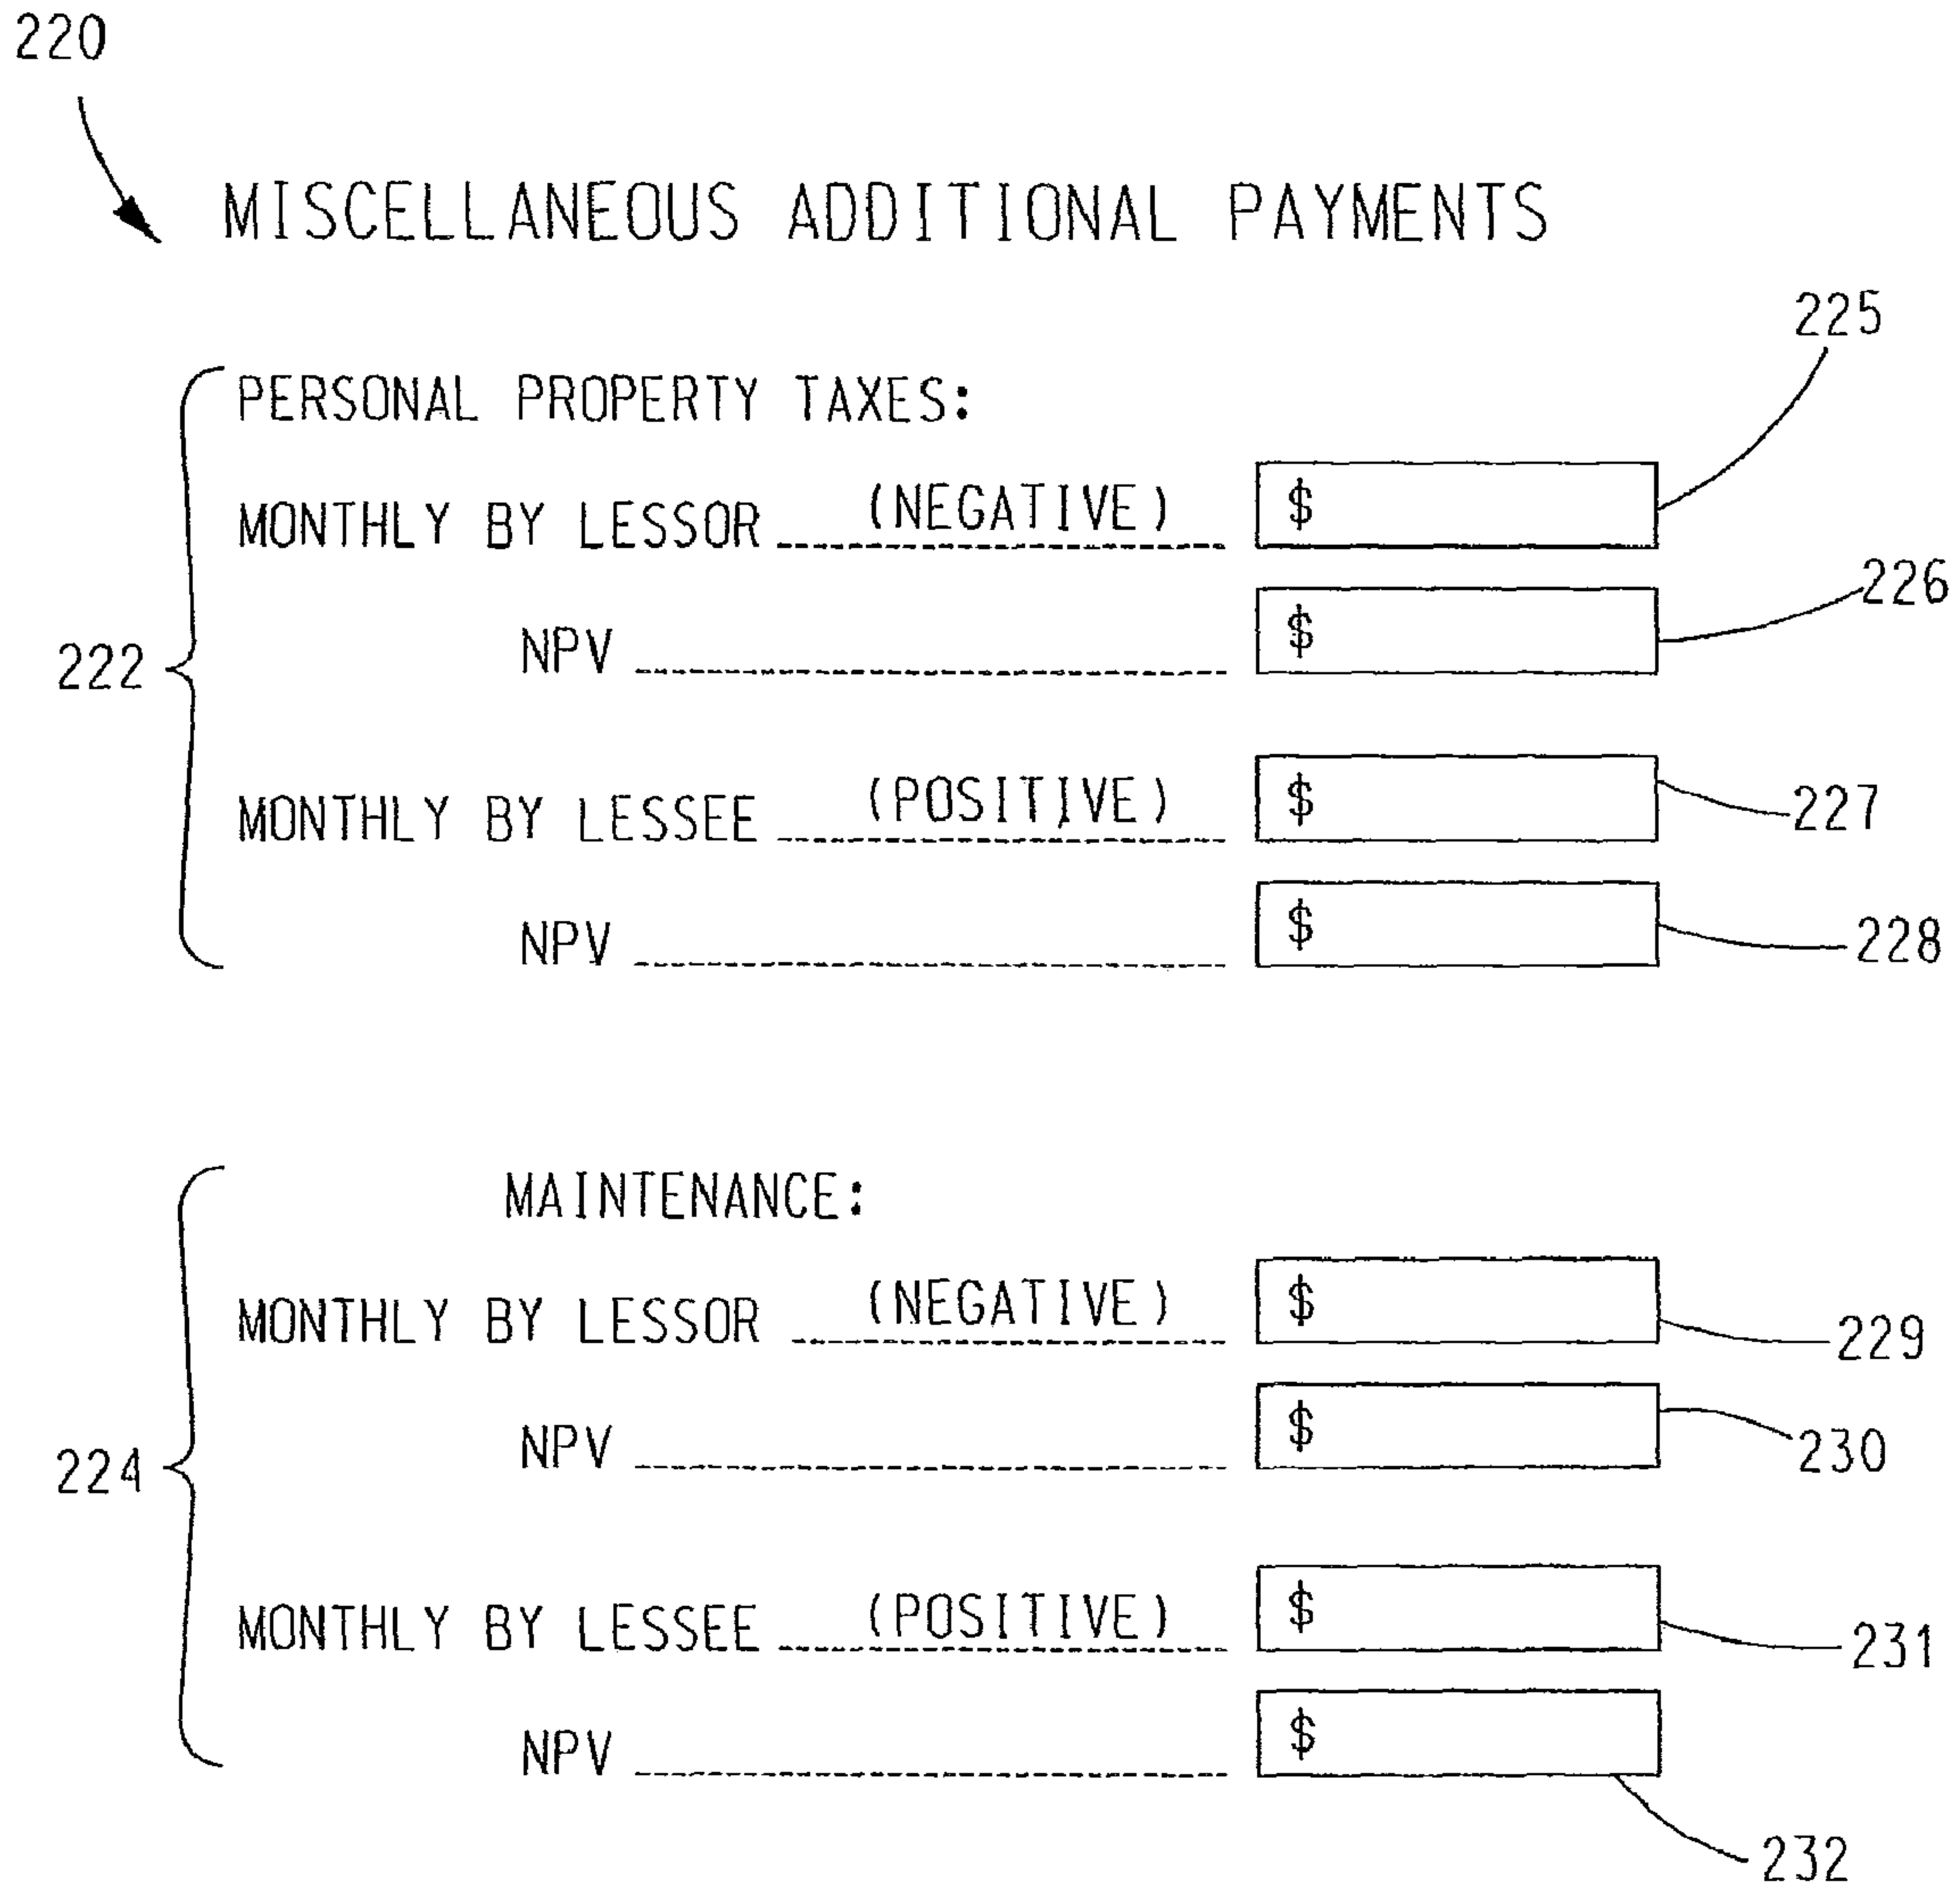 220
MISCELLANEOUS ADDITIONAL PAYMENTS
225
PERSONAL PROPERTY TAXES:
MONTHLY BY LESSOR (NEGATIVE) $
226
NPV $
222
MONTHLY BY LESSEE (POSITIVE) $
227
NPV $
228
MAINTENANCE:
MONTHLY BY LESSOR (NEGATIVE) $
229
NPV $
230
224
MONTHLY BY LESSEE (POSITIVE) $
231
NPV $
232